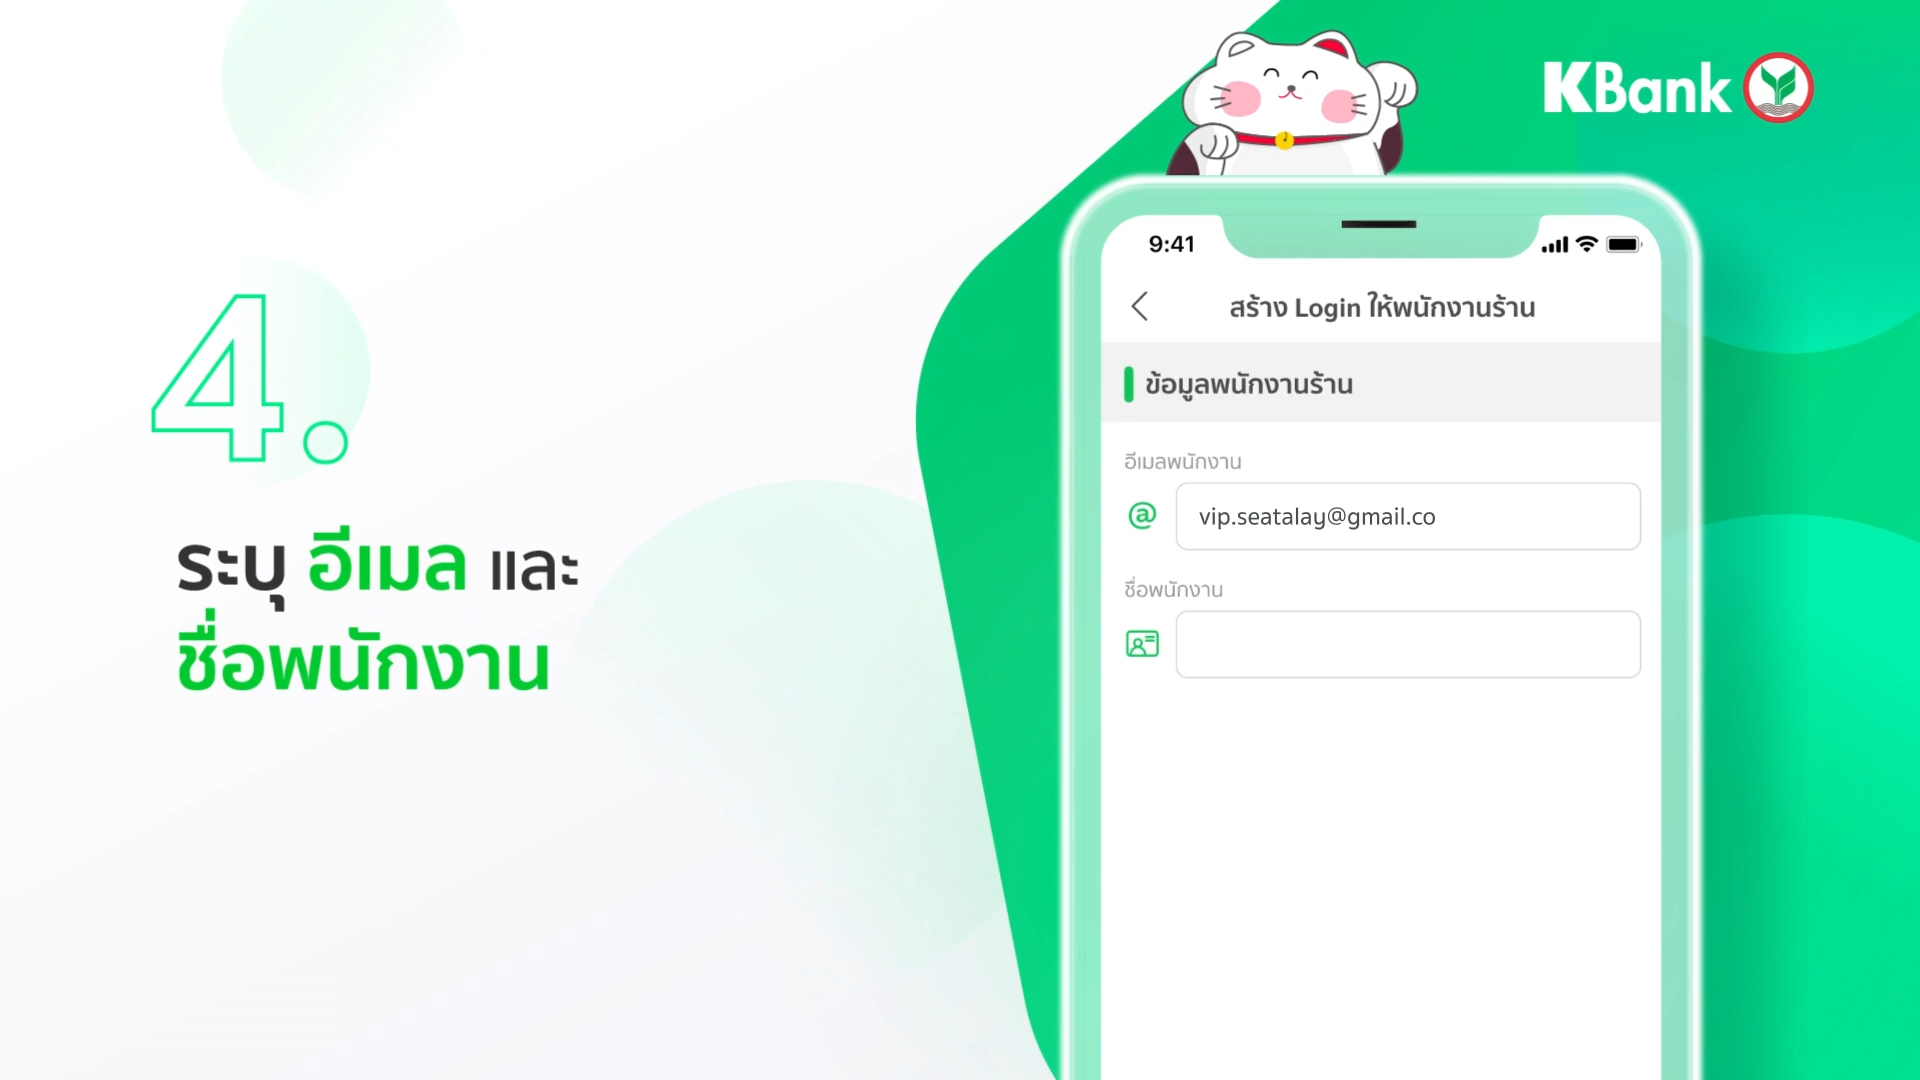 KBank
4.
ระบุ อีเมล และ
ชื่อพนักงาน
9:41
สร้าง Login ให้พนักงานร้าน
ข้อมูลพนักงานร้าน
อีเมลพนักงาน
@ vip.seatalay@gmail.co
ชื่อพนักงาน